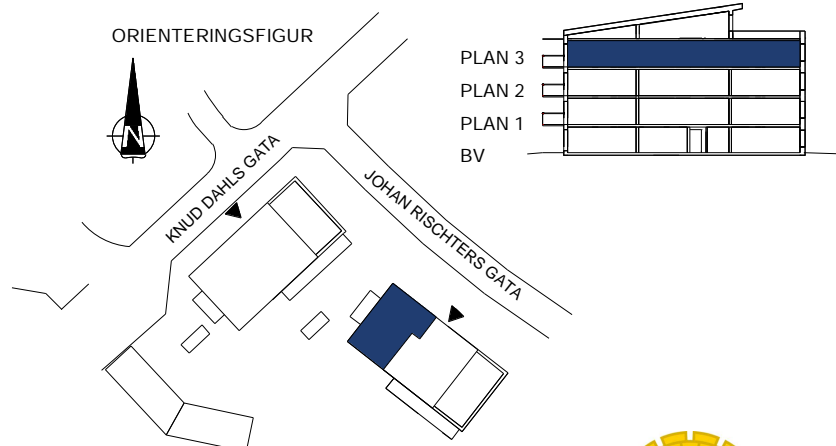 ORIENTERINGSFIGUR
N
KNUD DAHLS GATA
JOHAN RISCHTERS GATA
PLAN 3
PLAN 2
PLAN 1
BV